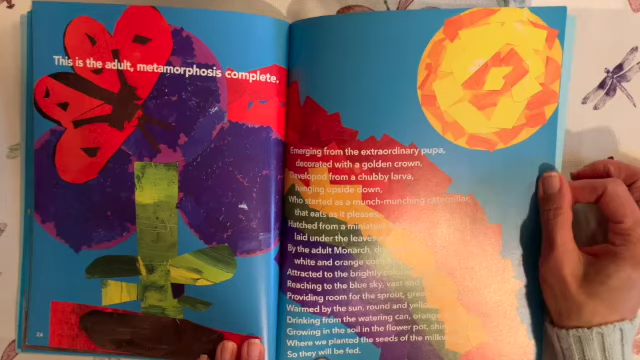 This is the adult, metamorphosis complete.
Emerging from the extraordinary pupa,
decorated with a golden crown,
Developed from a chubby larva,
hanging upside down,
Who started as a munch-munching caterpillar,
that eats as it pleases,
Hatched from a
laid under the leaves
By the adult Monarch,
white and orange
Attracted to the brightly
Reaching to the blue sky, vast and
Providing room for the sprout,
Warmed by the sun, round and yellow
Drinking from the watering can, orange
Growing in the soil in the flower pot,
Where we planted the seeds of the
So they will be fed.
24